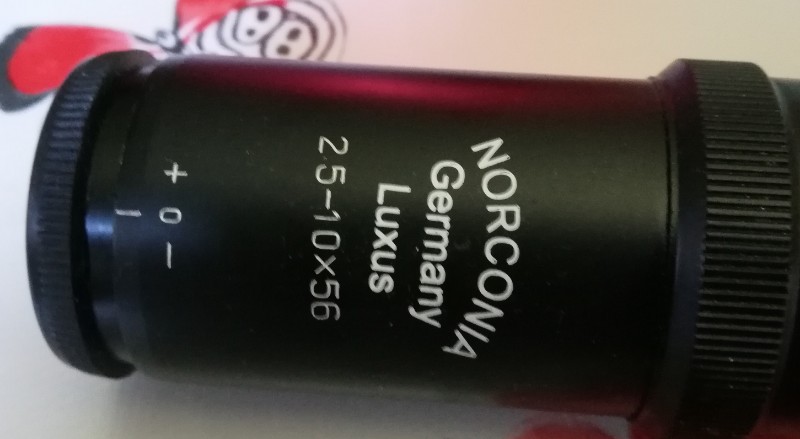 NORCONIA
Germany
Luxus
2.5-10×56
+ 0 -